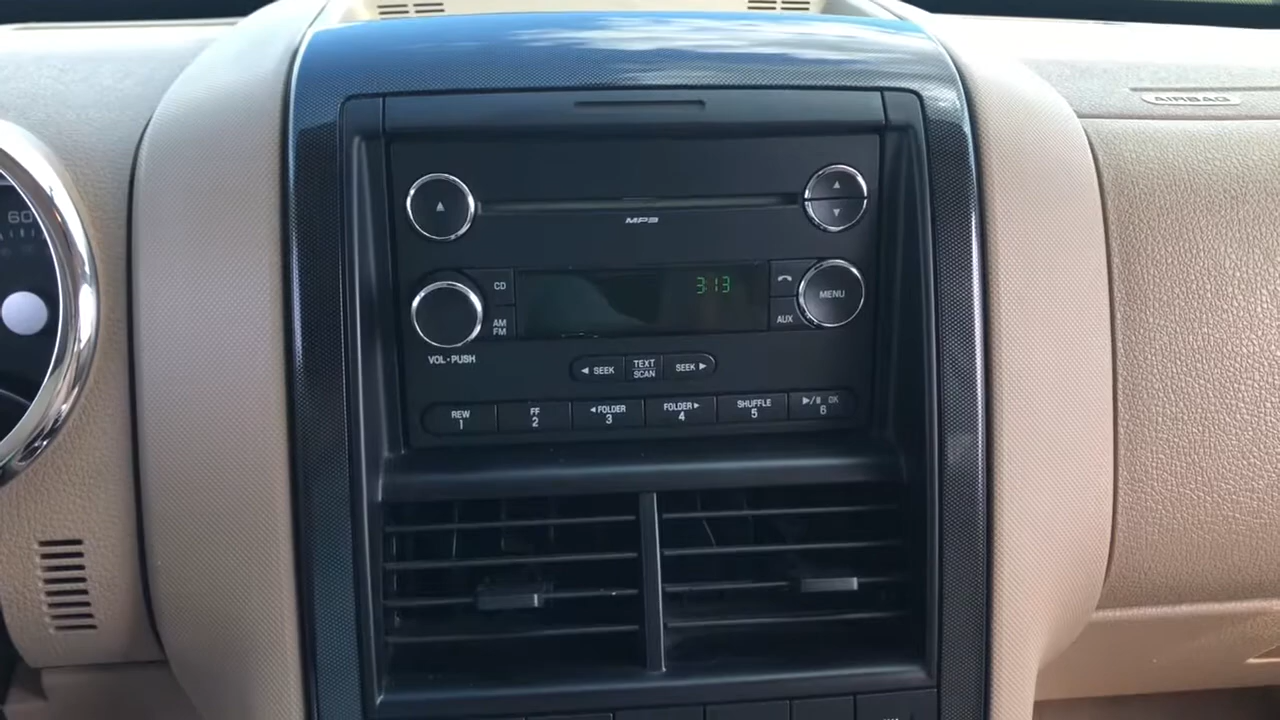 AIRBAG
60
MP3
CD
3:13
MENU
AM
FM
AUX
VOL-PUSH
◀ SEEK
TEXT
SCAN
SEEK ▶
REW
1
FF
2
◀FOLDER
3
FOLDER▶
4
SHUFFLE
5
▶/⏸ OK
6